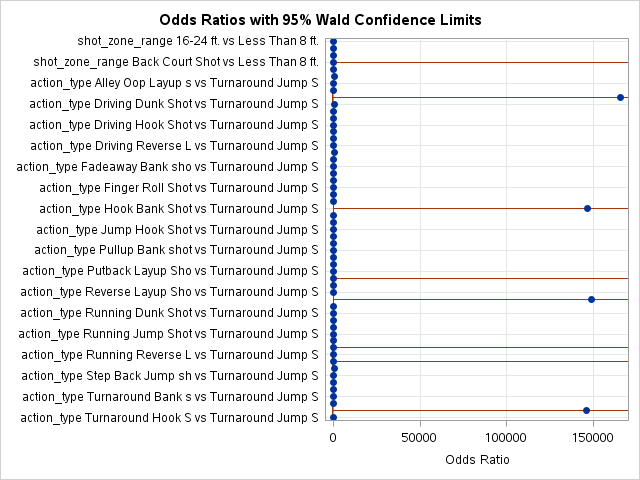 Odds Ratios with 95% Wald Confidence Limits
shot_zone_range 16-24 ft. vs Less Than 8 ft.
shot_zone_range Back Court Shot vs Less Than 8 ft.
action_type Alley Oop Layup s vs Turnaround Jump S
action_type Driving Dunk Shot vs Turnaround Jump S
action_type Driving Hook Shot vs Turnaround Jump S
action_type Driving Reverse L vs Turnaround Jump S
action_type Fadeaway Bank sho vs Turnaround Jump S
action_type Finger Roll Shot vs Turnaround Jump S
action_type Hook Bank Shot vs Turnaround Jump S
action_type Jump Hook Shot vs Turnaround Jump S
action_type Pullup Bank shot vs Turnaround Jump S
action_type Putback Layup Sho vs Turnaround Jump S
action_type Reverse Layup Sho vs Turnaround Jump S
action_type Running Dunk Shot vs Turnaround Jump S
action_type Running Jump Shot vs Turnaround Jump S
action_type Running Reverse L vs Turnaround Jump S
action_type Step Back Jump sh vs Turnaround Jump S
action_type Turnaround Bank s vs Turnaround Jump S
action_type Turnaround Hook S vs Turnaround Jump S
0 50000 100000 150000
Odds Ratio